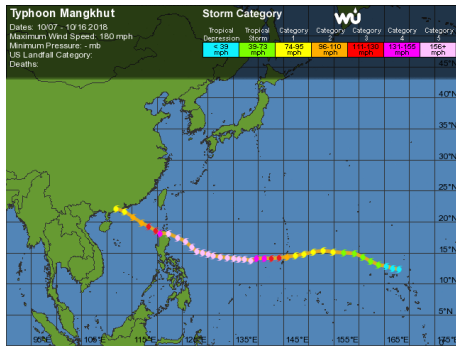 Typhoon Mangkhut
Dates: 10/07 - 10/16 2018
Maximum Wind Speed: 180 mph
Minimum Pressure: - mb
US Landfall Category:
Deaths:
Storm Category
wu
Tropical Depression
Tropical Storm
Category 1
Category 2
Category 3
Category 4
Category 5
<39 mph
39-73 mph
74-95 mph
96-110 mph
111-130 mph
131-155 mph
156+ mph
45°N
40°N
35°N
30°N
25°N
20°N
15°N
10°N
5°N
95°E
105°E
115°E
125°E
135°E
145°E
155°E
165°E
175°E